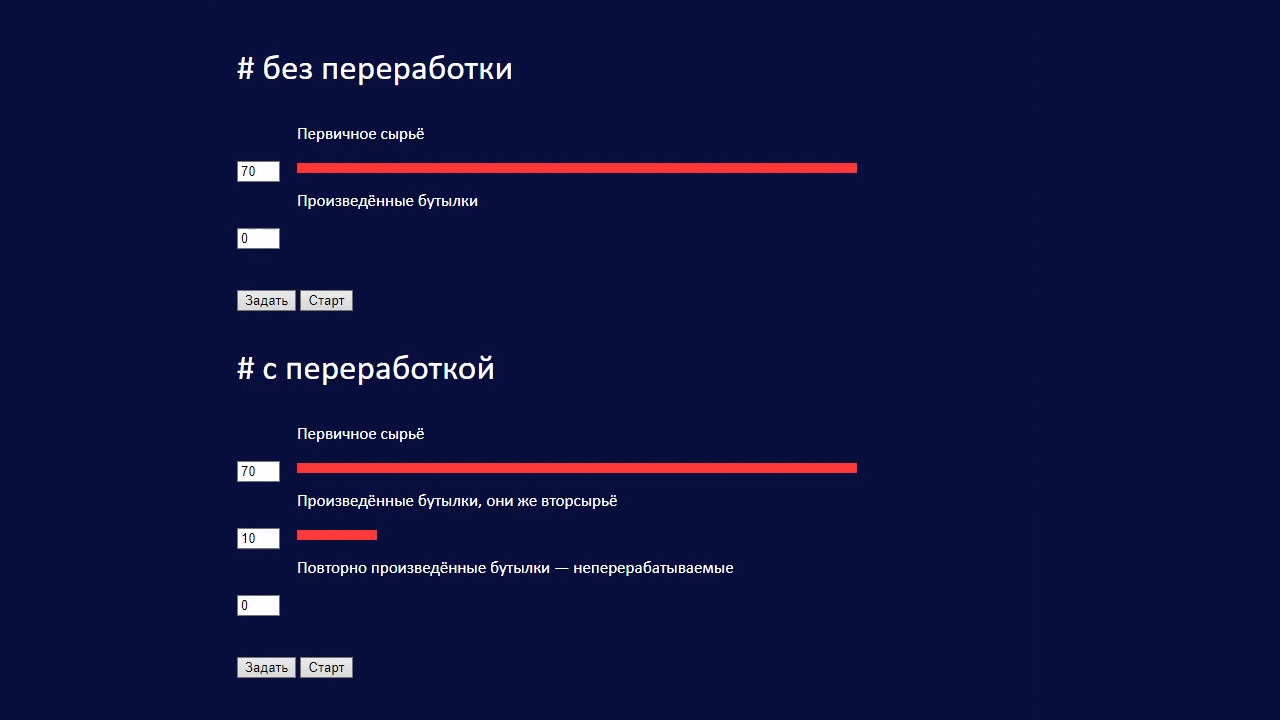 # без переработки
Первичное сырьё
70
Произведённые бутылки
0
Задать Старт
# с переработкой
Первичное сырьё
70
Произведённые бутылки, они же вторсырьё
10
Повторно произведённые бутылки — неперерабатываемые
0
Задать Старт